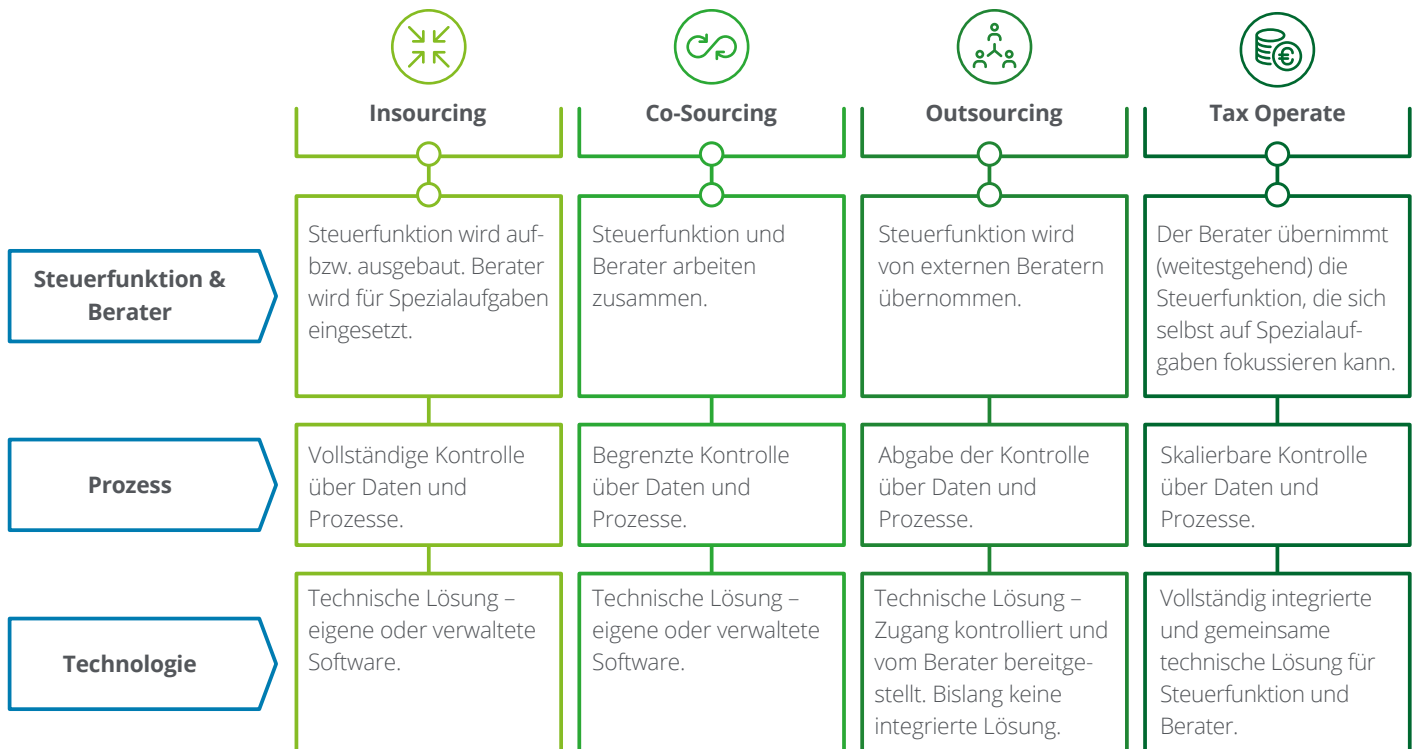 Insourcing
Co-Sourcing
Outsourcing
Tax Operate
Steuerfunktion &
Berater
Steuerfunktion wird auf-
bzw. ausgebaut. Berater
wird für Spezialaufgaben
eingesetzt.
Steuerfunktion und
Berater arbeiten
zusammen.
Steuerfunktion wird
von externen Beratern
übernommen.
Der Berater übernimmt
(weitestgehend) die
Steuerfunktion, die sich
selbst auf Spezialauf-
gaben fokussieren kann.
Prozess
Vollständige Kontrolle
über Daten und
Prozesse.
Begrenzte Kontrolle
über Daten und
Prozesse.
Abgabe der Kontrolle
über Daten und
Prozesse.
Skalierbare Kontrolle
über Daten und
Prozesse.
Technologie
Technische Lösung –
eigene oder verwaltete
Software.
Technische Lösung –
eigene oder verwaltete
Software.
Technische Lösung –
Zugang kontrolliert und
vom Berater bereitge-
stellt. Bislang keine
integrierte Lösung.
Vollständig integrierte
und gemeinsame
technische Lösung für
Steuerfunktion und
Berater.